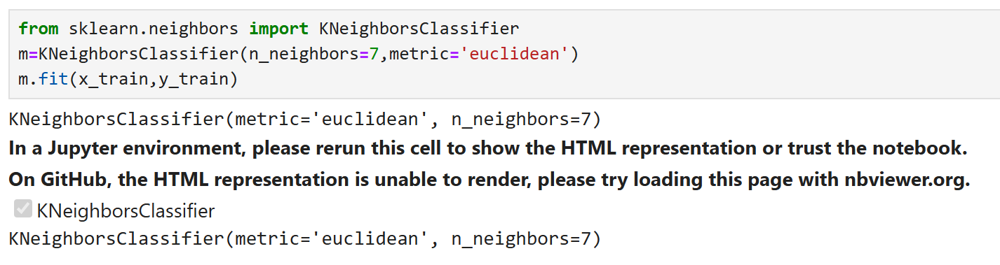 from sklearn.neighbors import KNeighborsClassifier
m=KNeighborsClassifier(n_neighbors=7,metric='euclidean')
m.fit(x_train,y_train)
KNeighborsClassifier(metric='euclidean', n_neighbors=7)
In a Jupyter environment, please rerun this cell to show the HTML representation or trust the notebook.
On GitHub, the HTML representation is unable to render, please try loading this page with nbviewer.org.
KNeighborsClassifier
KNeighborsClassifier(metric='euclidean', n_neighbors=7)